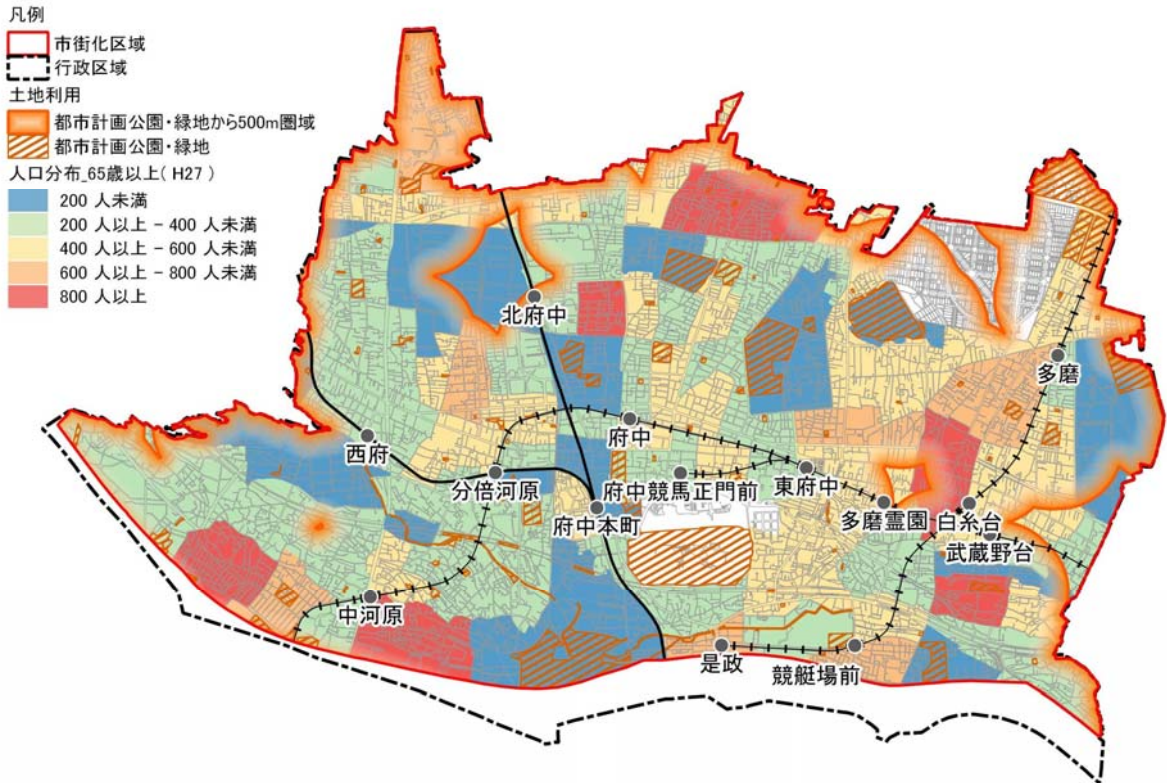 凡例
市街化区域
行政区域
土地利用
都市計画公園・緑地から500m圏域
都市計画公園・緑地
人口分布_65歳以上( H27 )
200 人未満
200 人以上 - 400 人未満
400 人以上 - 600 人未満
600 人以上 - 800 人未満
800 人以上
北府中
多磨
府中
西府
分倍河原
府中競馬正門前
東府中
府中本町
多磨霊園
白糸台
武蔵野台
中河原
是政
競艇場前